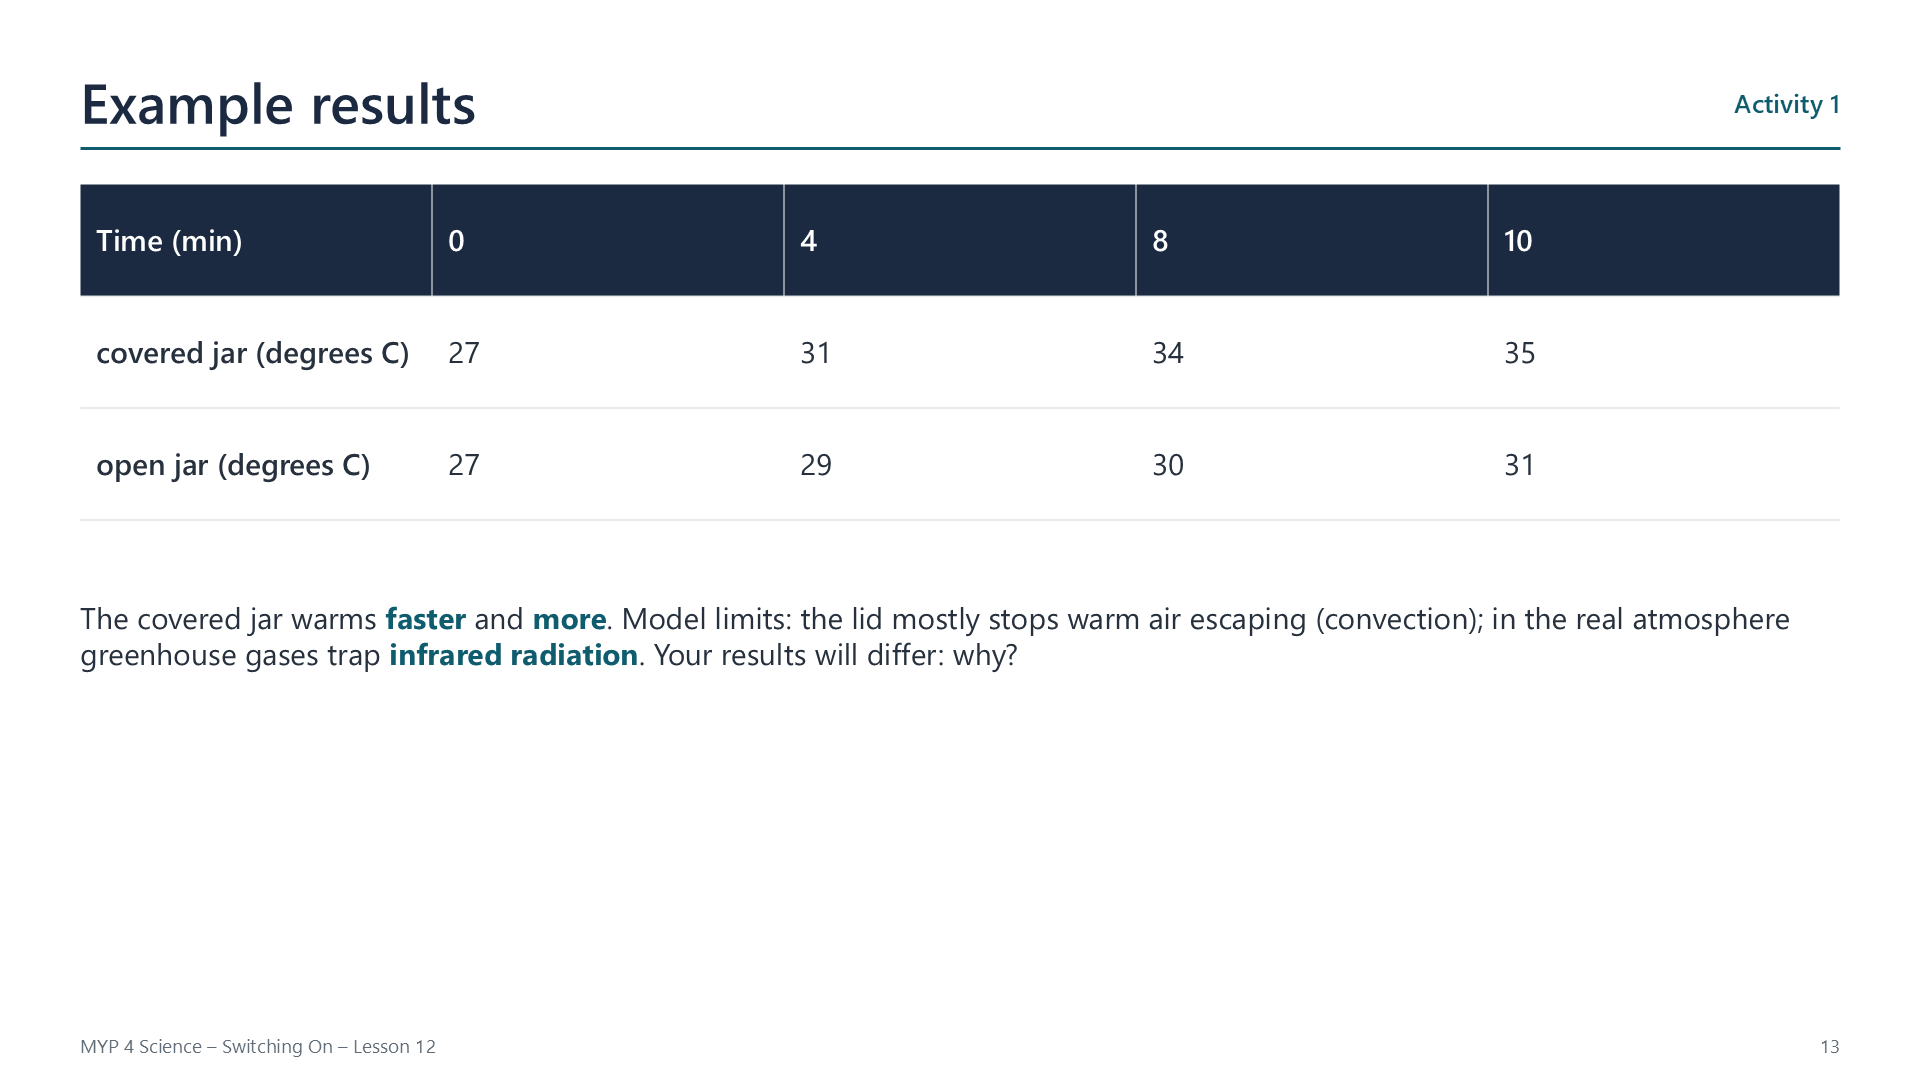 Example results
Activity 1
Time (min) 0 4 8 10
covered jar (degrees C) 27 31 34 35
open jar (degrees C) 27 29 30 31
The covered jar warms faster and more. Model limits: the lid mostly stops warm air escaping (convection); in the real atmosphere
greenhouse gases trap infrared radiation. Your results will differ: why?
MYP 4 Science – Switching On – Lesson 12
13